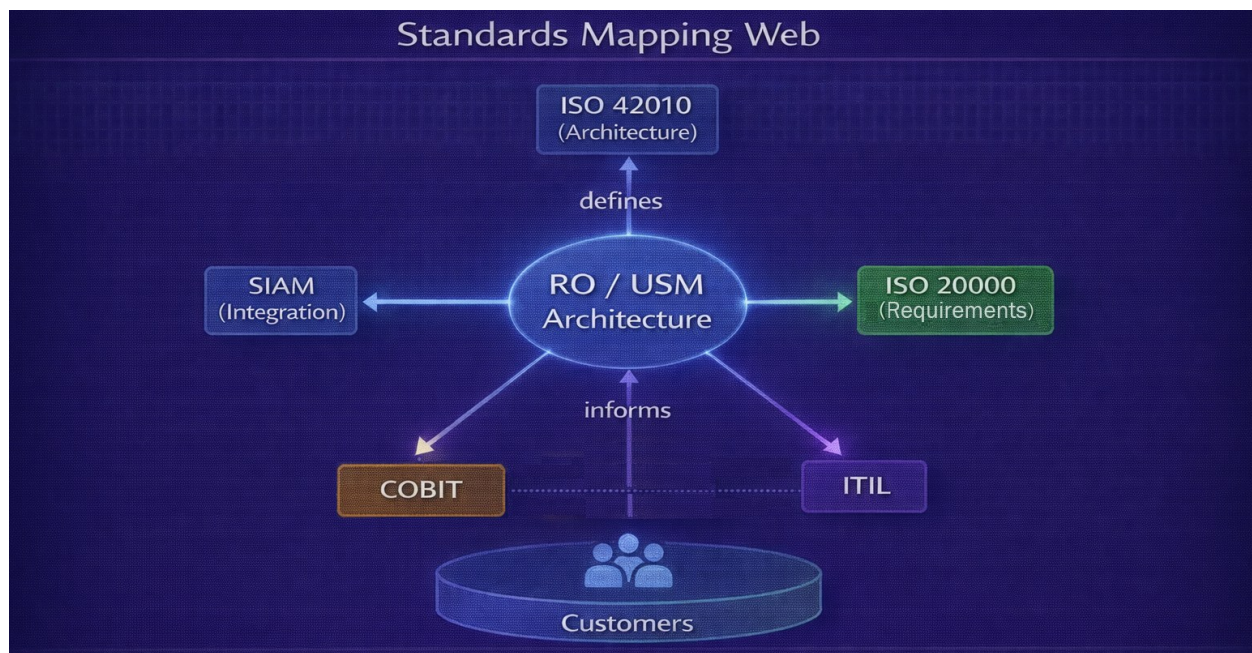 Standards Mapping Web
ISO 42010
(Architecture)
defines
SIAM
(Integration)
RO / USM
Architecture
ISO 20000
(Requirements)
informs
COBIT
ITIL
Customers